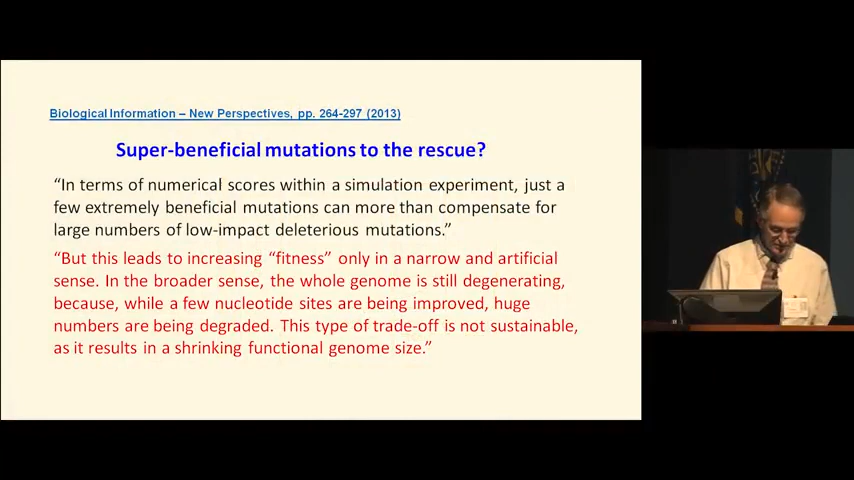 Biological Information – New Perspectives, pp. 264-297 (2013)
Super-beneficial mutations to the rescue?
“In terms of numerical scores within a simulation experiment, just a
few extremely beneficial mutations can more than compensate for
large numbers of low-impact deleterious mutations.”
“But this leads to increasing “fitness” only in a narrow and artificial
sense. In the broader sense, the whole genome is still degenerating,
because, while a few nucleotide sites are being improved, huge
numbers are being degraded. This type of trade-off is not sustainable,
as it results in a shrinking functional genome size.”